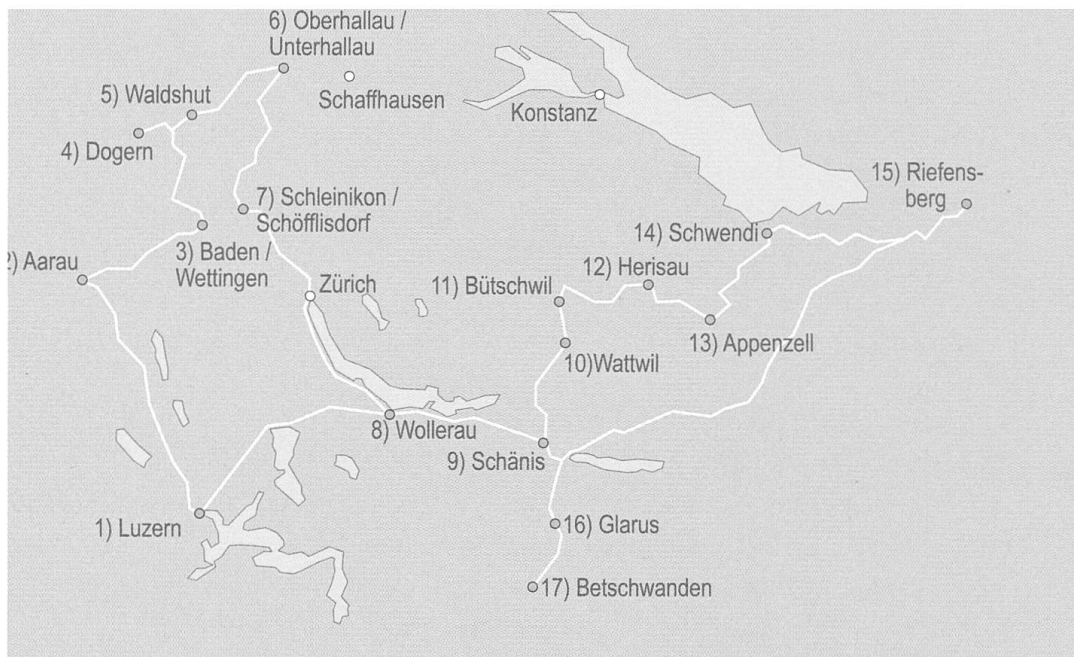 6) Oberhallau /
Unterhallau
Schaffhausen
5) Waldshut
Konstanz
4) Dogern
15) Riefens-
berg
7) Schleinikon /
Schöfflisdorf
14) Schwendi
3) Baden /
Wettingen
2) Aarau
12) Herisau
Zürich
11) Bütschwil
13) Appenzell
10)Wattwil
8) Wollerau
9) Schänis
1) Luzern
16) Glarus
17) Betschwanden